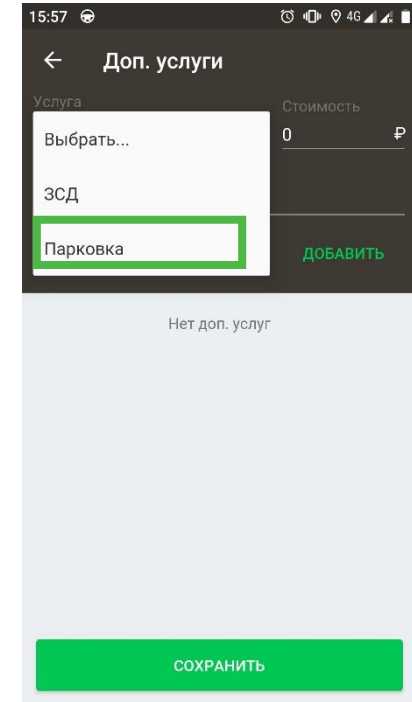 15:57 4G
Доп. услуги
Услуга Стоимость
Выбрать... 0 ₽
ЗСД
Парковка ДОБАВИТЬ
Нет доп. услуг
СОХРАНИТЬ